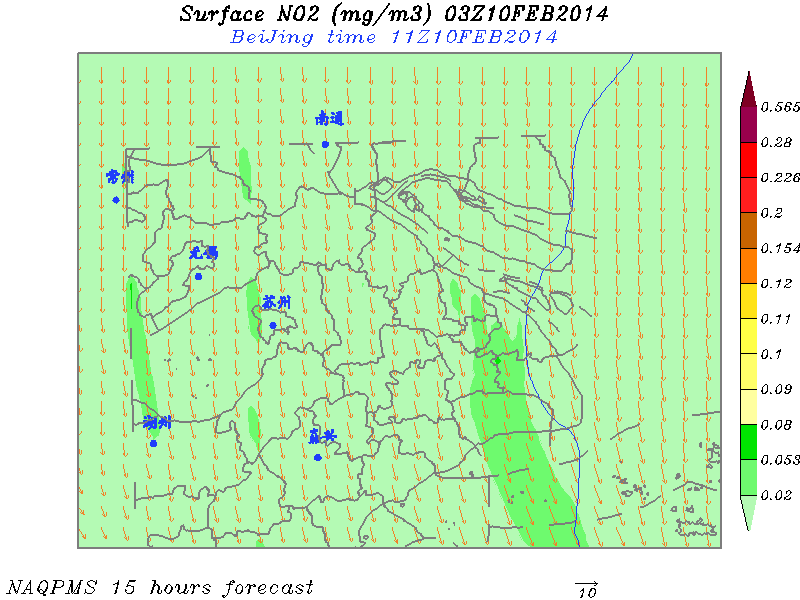 Surface NO2 (mg/m3) 03Z10FEB2014
BeiJing time 11Z10FEB2014
南通
常州
无锡
苏州
湖州
嘉兴
0.565
0.28
0.226
0.2
0.154
0.12
0.11
0.1
0.09
0.08
0.053
0.02
NAQPMS 15 hours forecast
10